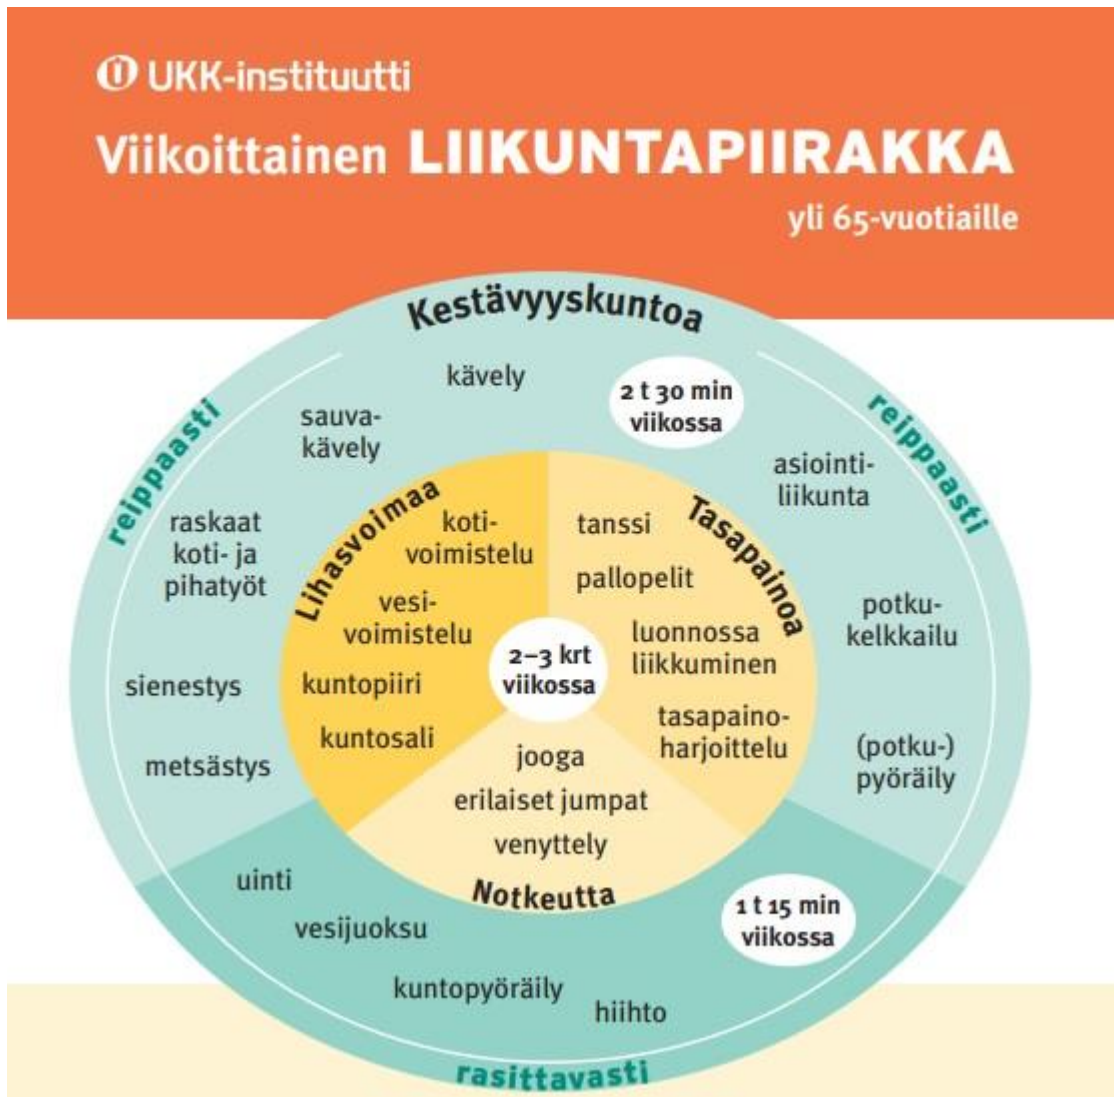 UKK-instituutti
Viikoittainen LIIKUNTAPIIRAKKA
yli 65-vuotiaille
Kestävyyskuntoa
kävely
2 t 30 min
viikossa
sauva-
kävely
reippaasti
reippaasti
asiointi-
liikunta
raskaat
koti- ja
pihatyöt
Lihasvoimaa
koti-
voimistelu
vesi-
voimistelu
kuntopiiri
kuntosali
Tasapainoa
tanssi
pallopelit
luonnossa
liikkuminen
tasapaino-
harjoittelu
2–3 krt
viikossa
potku-
kelkkailu
sienestys
metsästys
(potku-)
pyöräily
jooga
erilaiset jumpat
venyttely
Notkeutta
uinti
vesijuoksu
kuntopyöräily
hiihto
1 t 15 min
viikossa
rasittavasti